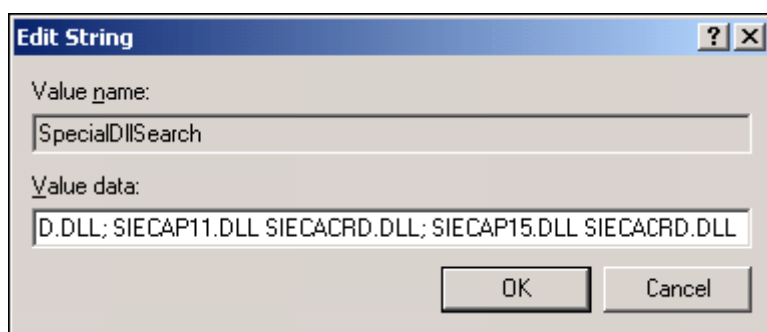 Edit String
Value name:
SpecialDllSearch
Value data:
D.DLL; SIECAP11.DLL SIECACRD.DLL; SIECAP15.DLL SIECACRD.DLL
OK Cancel